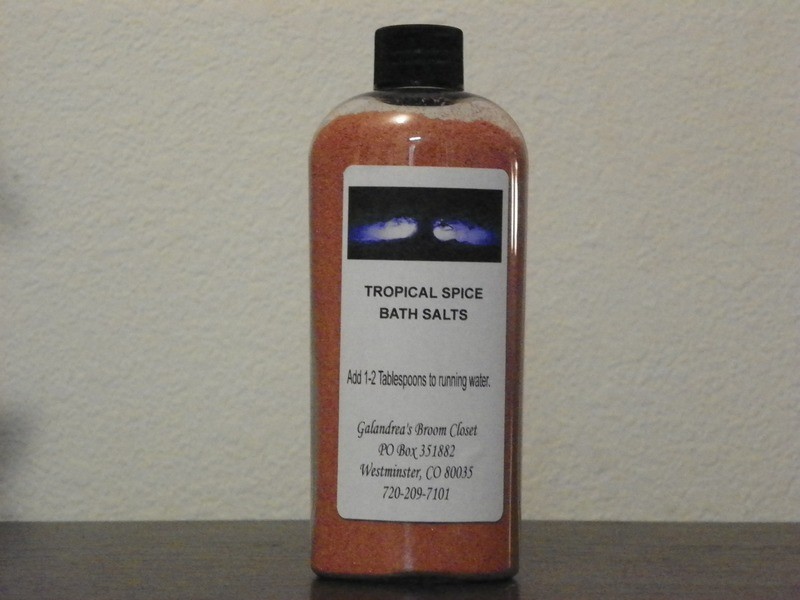 TROPICAL SPICE
BATH SALTS
Add 1-2 Tablespoons to running water.
Galandrea's Broom Closet
PO Box 351882
Westminster, CO 80035
720-209-7101